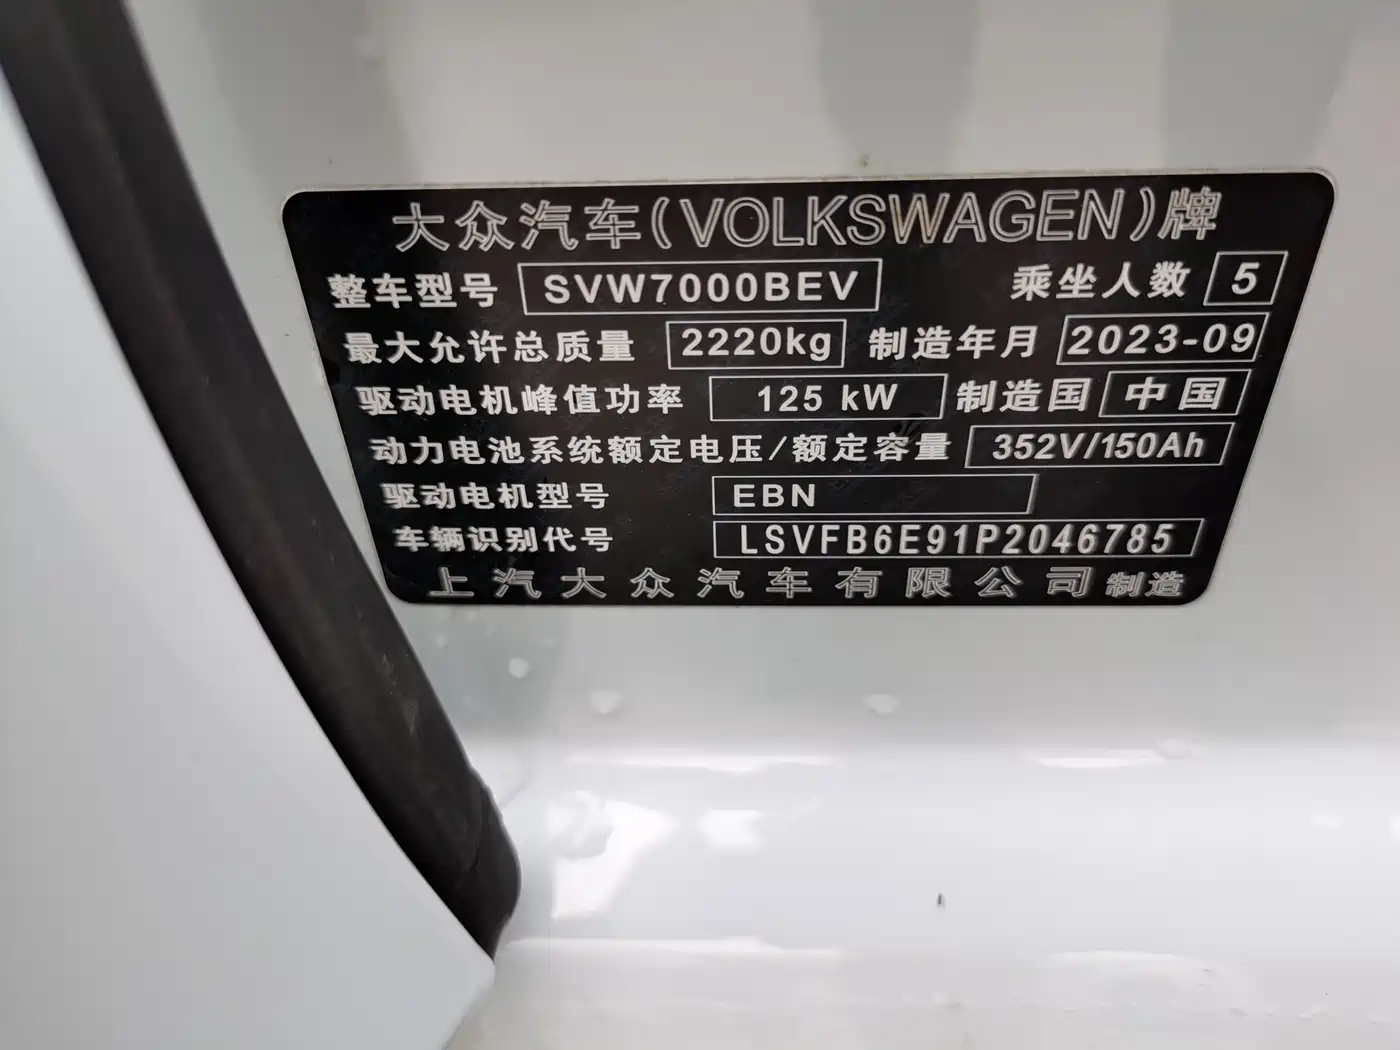 大众汽车(VOLKSWAGEN)牌
整车型号 SVW7000BEV 乘坐人数 5
最大允许总质量 2220kg 制造年月 2023-09
驱动电机峰值功率 125 kW 制造国 中国
动力电池系统额定电压/额定容量 352V/150Ah
驱动电机型号 EBN
车辆识别代号 LSVFB6E91P2046785
上汽大众汽车有限公司制造